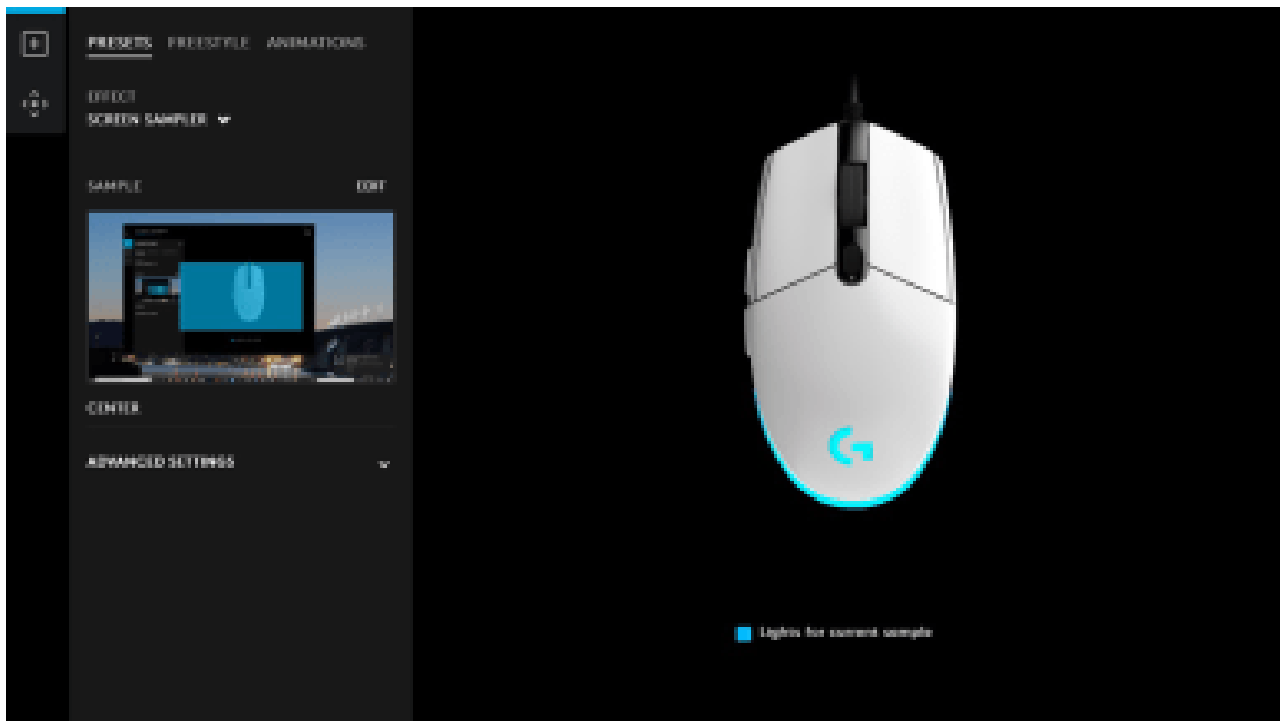 PRESETS FREESTYLE ANIMATIONS
EFFECT
SCREEN SAMPLER
SAMPLE EDIT
CENTER
ADVANCED SETTINGS
Lights for current sample